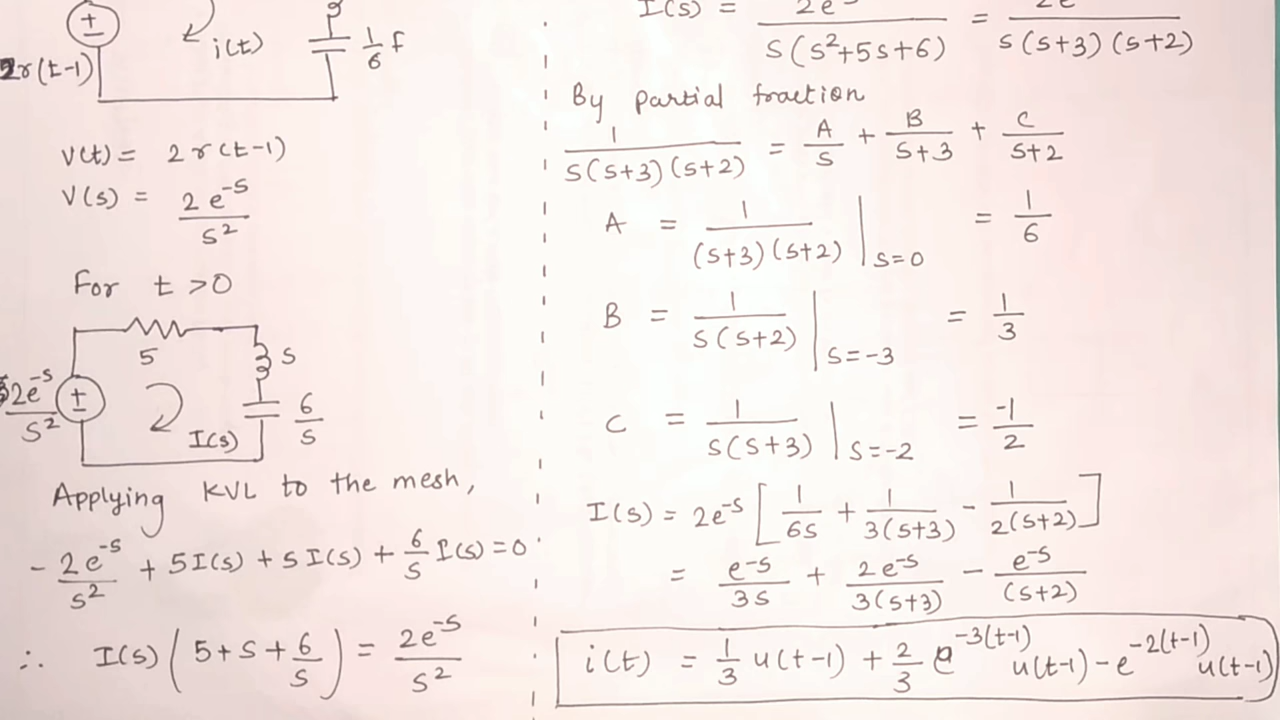 i(t)
1/6 f
2r(t-1)
V(t) = 2r(t-1)
V(s) = 2e^-s / s^2
For t >0
5
s
2e^-s / s^2
6/s
I(s)
Applying KVL to the mesh,
- 2e^-s / s^2 + 5I(s) + sI(s) + 6/s I(s) = 0
∴ I(s) (5+s+6/s) = 2e^-s / s^2
I(s) = 2e / s(s^2+5s+6) = 2e / s(s+3)(s+2)
By partial fraction
1 / s(s+3)(s+2) = A/s + B/s+3 + C/s+2
A = 1 / (s+3)(s+2) | s=0 = 1/6
B = 1 / s(s+2) | s=-3 = 1/3
C = 1 / s(s+3) | s=-2 = -1/2
I(s) = 2e^-s [ 1/6s + 1/3(s+3) - 1/2(s+2) ]
= e^-s / 3s + 2e^-s / 3(s+3) - e^-s / (s+2)
i(t) = 1/3 u(t-1) + 2/3 e^-3(t-1) u(t-1) - e^-2(t-1) u(t-1)